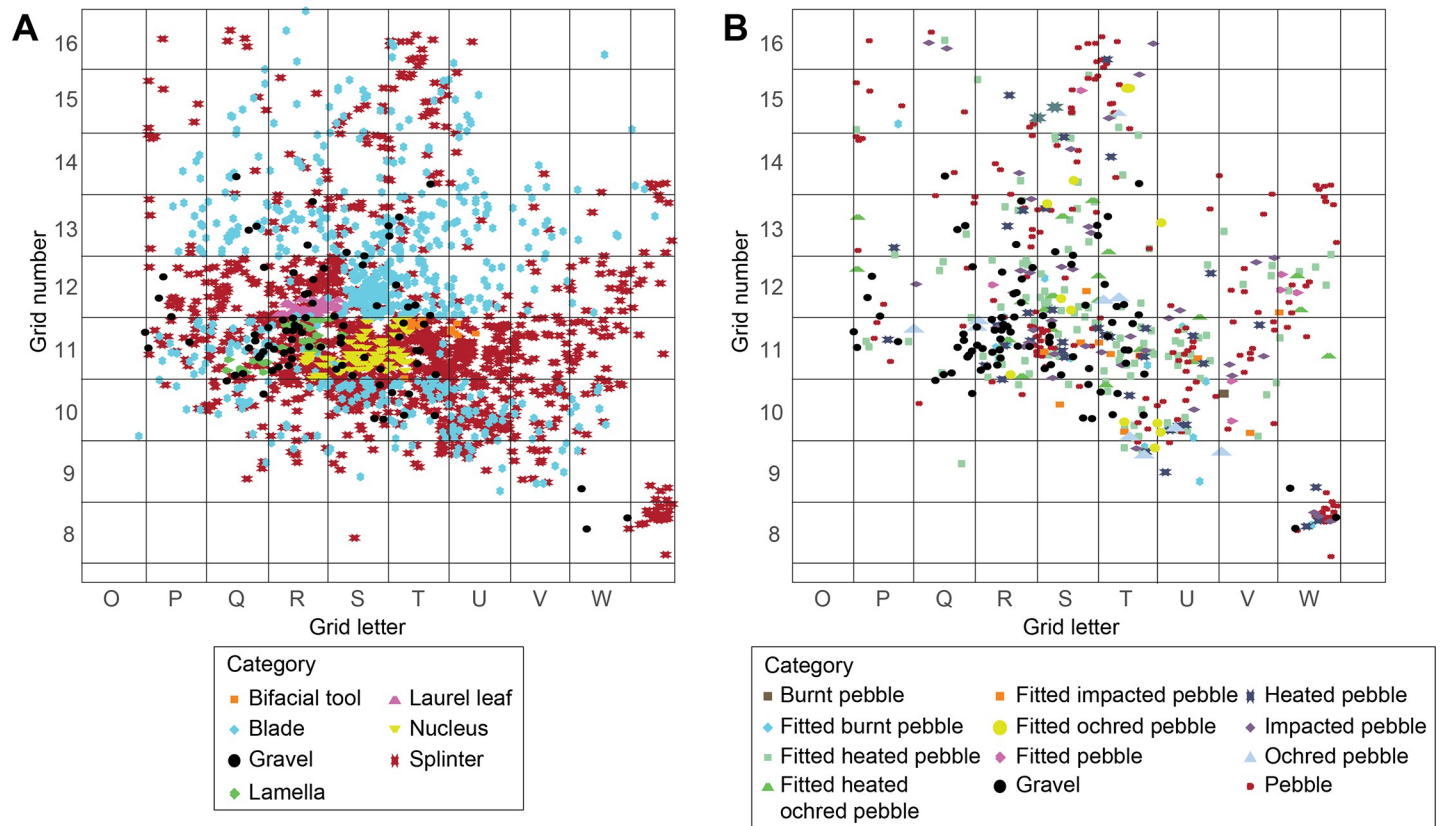 A
16
15
14
13
12
11
10
9
8
Grid number
O P Q R S T U V W
Grid letter
Category
Bifacial tool
Blade
Gravel
Lamella
Laurel leaf
Nucleus
Splinter
B
16
15
14
13
12
11
10
9
8
Grid number
O P Q R S T U V W
Grid letter
Category
Burnt pebble
Fitted burnt pebble
Fitted heated pebble
Fitted heated
ochred pebble
Fitted impacted pebble
Fitted ochred pebble
Fitted pebble
Gravel
Heated pebble
Impacted pebble
Ochred pebble
Pebble